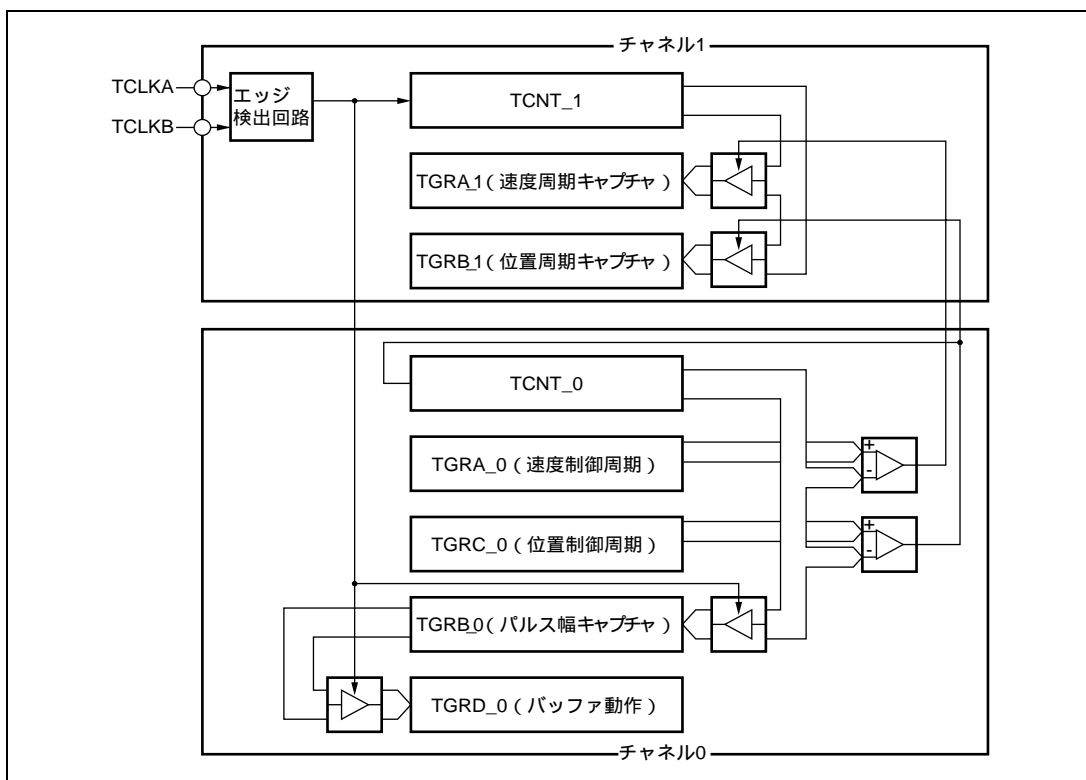 チャネル1
TCLKA
TCLKB
エッジ
検出回路
TCNT_1
TGRA_1（速度周期キャプチャ）
TGRB_1（位置周期キャプチャ）
TCNT_0
TGRA_0（速度制御周期）
+
-
TGRC_0（位置制御周期）
+
-
TGRB_0（パルス幅キャプチャ）
TGRD_0（バッファ動作）
チャネル0